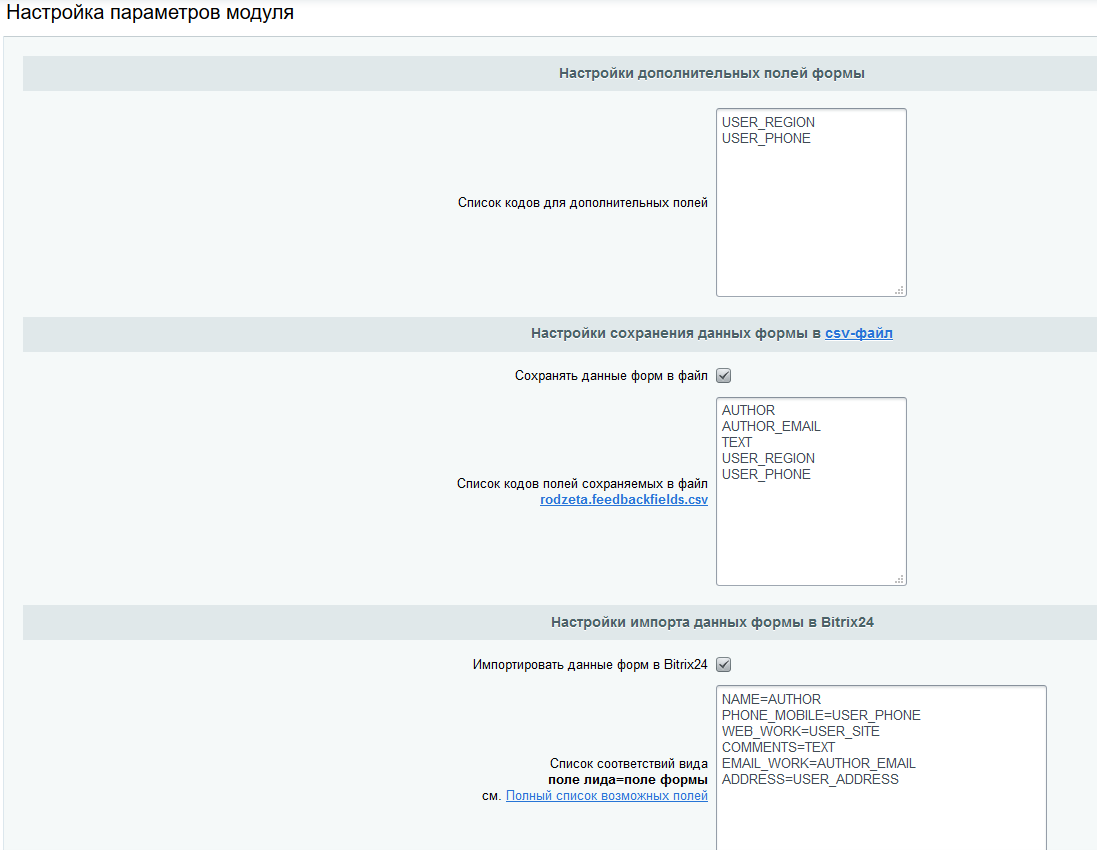 Настройка параметров модуля
Настройки дополнительных полей формы
Список кодов для дополнительных полей
USER_REGION
USER_PHONE
Настройки сохранения данных формы в csv-файл
Сохранять данные форм в файл
Список кодов полей сохраняемых в файл
rodzeta.feedbackfields.csv
AUTHOR
AUTHOR_EMAIL
TEXT
USER_REGION
USER_PHONE
Настройки импорта данных формы в Bitrix24
Импортировать данные форм в Bitrix24
Список соответствий вида
поле лида=поле формы
см. Полный список возможных полей
NAME=AUTHOR
PHONE_MOBILE=USER_PHONE
WEB_WORK=USER_SITE
COMMENTS=TEXT
EMAIL_WORK=AUTHOR_EMAIL
ADDRESS=USER_ADDRESS